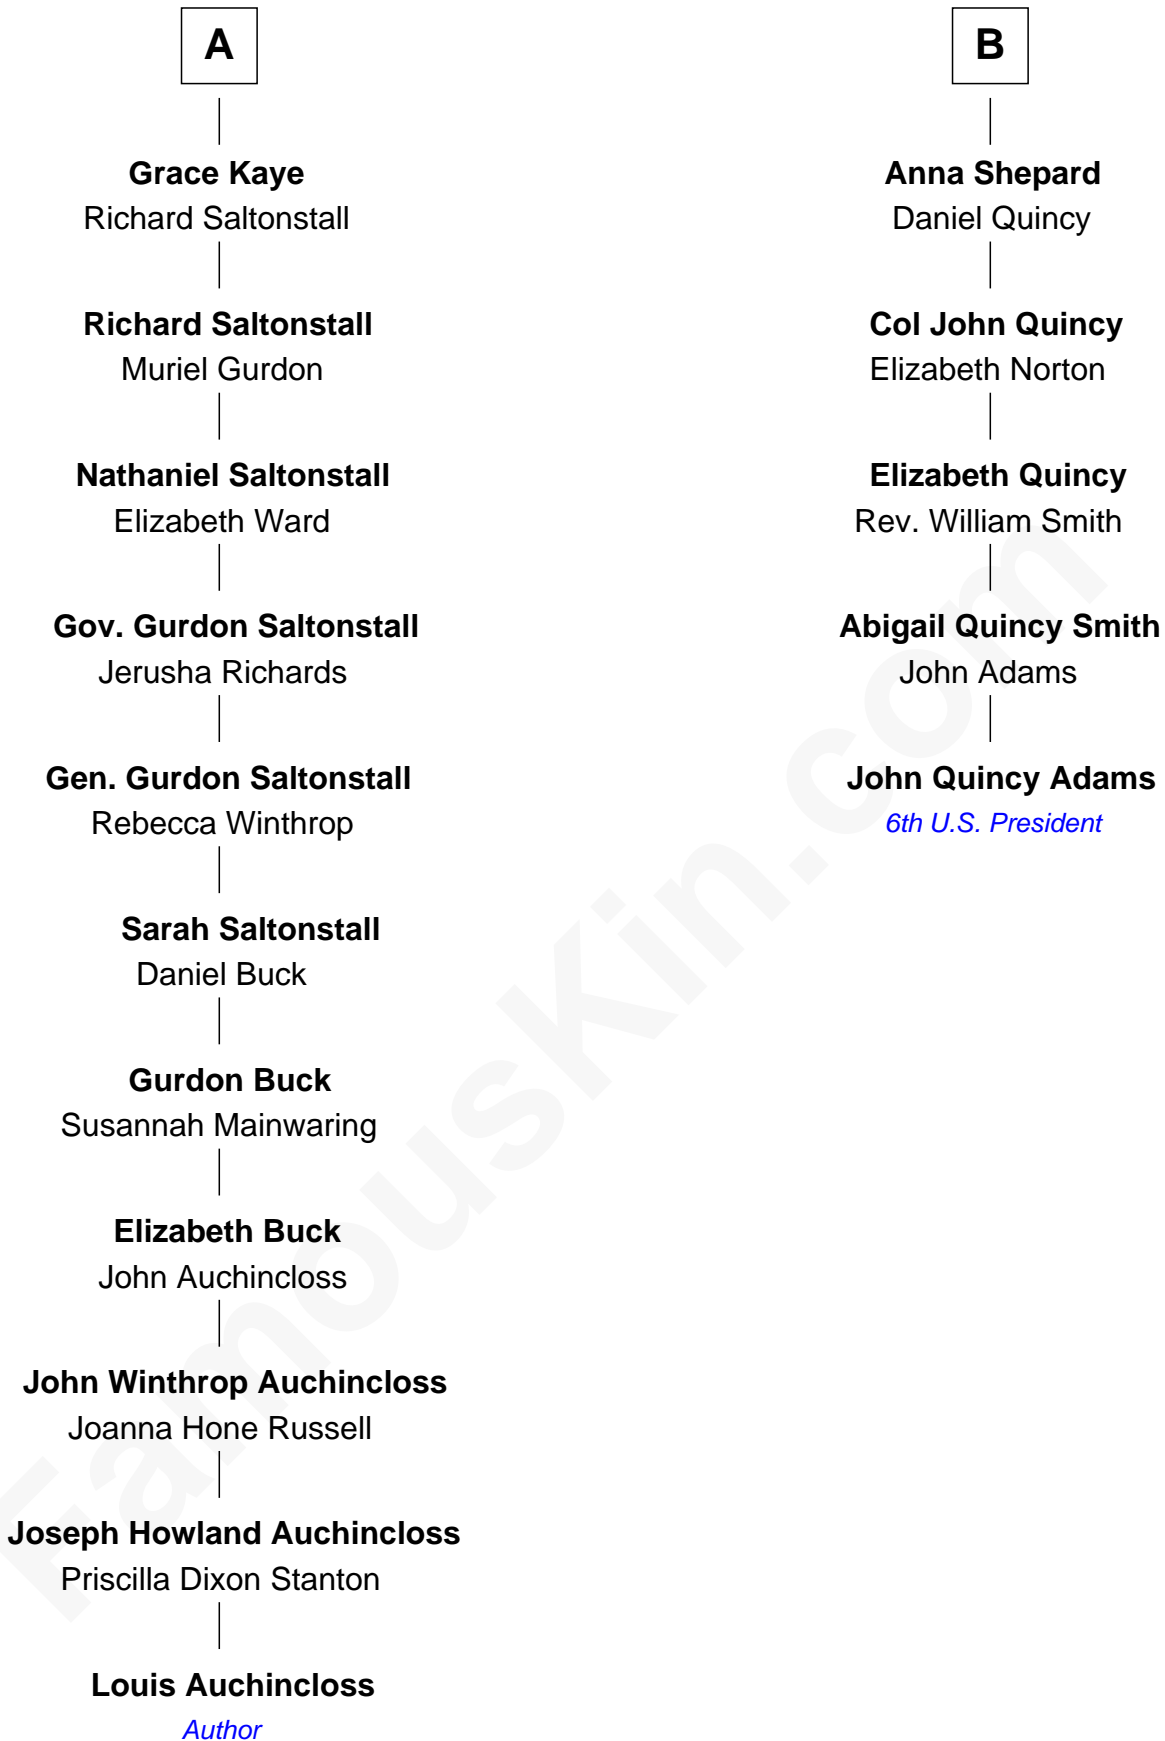 A
Grace Kaye
Richard Saltonstall
Richard Saltonstall
Muriel Gurdon
Nathaniel Saltonstall
Elizabeth Ward
Gov. Gurdon Saltonstall
Jerusha Richards
Gen. Gurdon Saltonstall
Rebecca Winthrop
Sarah Saltonstall
Daniel Buck
Gurdon Buck
Susannah Mainwaring
Elizabeth Buck
John Auchincloss
John Winthrop Auchincloss
Joanna Hone Russell
Joseph Howland Auchincloss
Priscilla Dixon Stanton
Louis Auchincloss
Author
B
Anna Shepard
Daniel Quincy
Col John Quincy
Elizabeth Norton
Elizabeth Quincy
Rev. William Smith
Abigail Quincy Smith
John Adams
John Quincy Adams
6th U.S. President
FamousKin.com